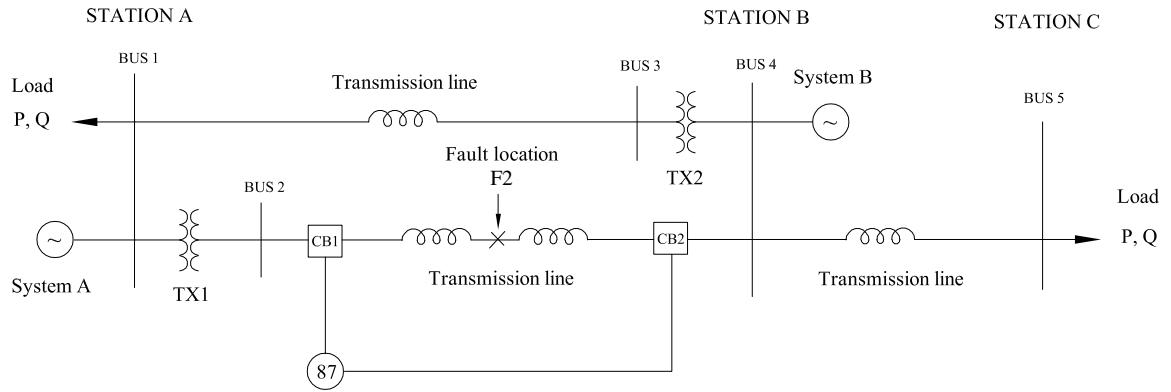 STATION A
STATION B
STATION C
BUS 1
Load
P, Q
Transmission line
BUS 3
BUS 4
System B
~
TX2
BUS 5
Fault location
F2
BUS 2
~
System A
TX1
CB1
Transmission line
CB2
Transmission line
Load
P, Q
87